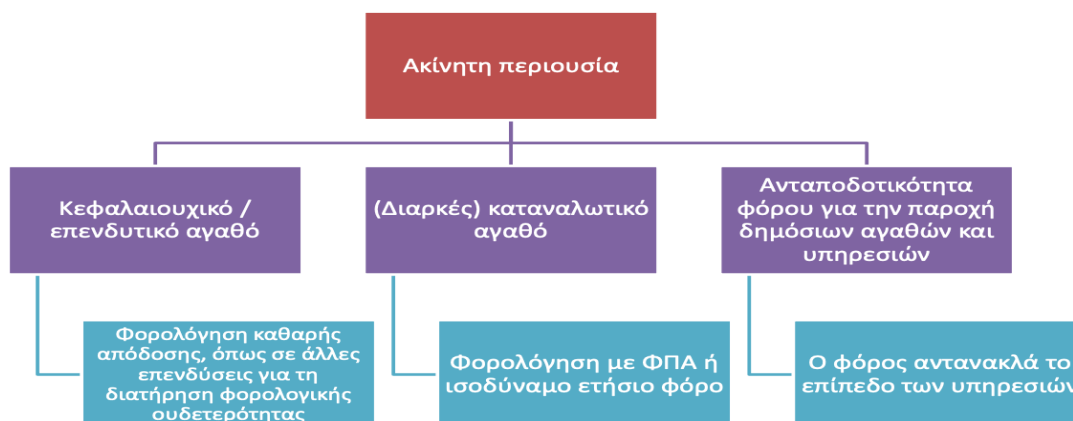 Ακίνητη περιουσία
Κεφαλαιουχικό /
επενδυτικό αγαθό
(Διαρκές) καταναλωτικό
αγαθό
Ανταποδοτικότητα
φόρου για την παροχή
δημόσιων αγαθών και
υπηρεσιών
Φορολόγηση καθαρής
απόδοσης, όπως σε άλλες
επενδύσεις για τη
διατήρηση φορολογικής
ουδετερότητας
Φορολόγηση με ΦΠΑ ή
ισοδύναμο ετήσιο φόρο
Ο φόρος αντανακλά το
επίπεδο των υπηρεσιών